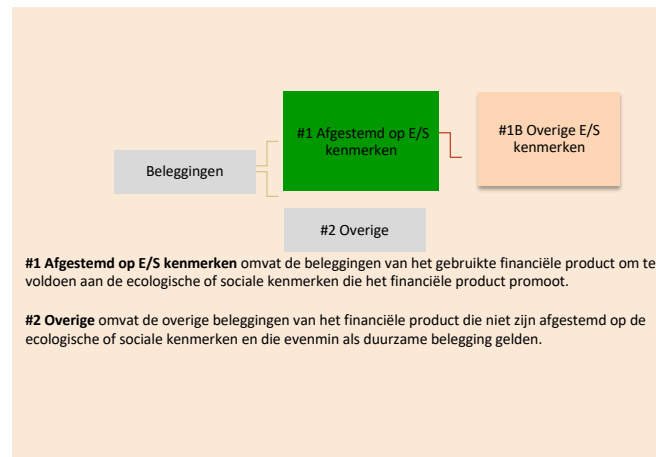 #1 Afgestemd op E/S
kenmerken
#1B Overige E/S
kenmerken
Beleggingen
#2 Overige
#1 Afgestemd op E/S kenmerken omvat de beleggingen van het gebruikte financiële product om te
voldoen aan de ecologische of sociale kenmerken die het financiële product promoot.
#2 Overige omvat de overige beleggingen van het financiële product die niet zijn afgestemd op de
ecologische of sociale kenmerken en die evenmin als duurzame belegging gelden.